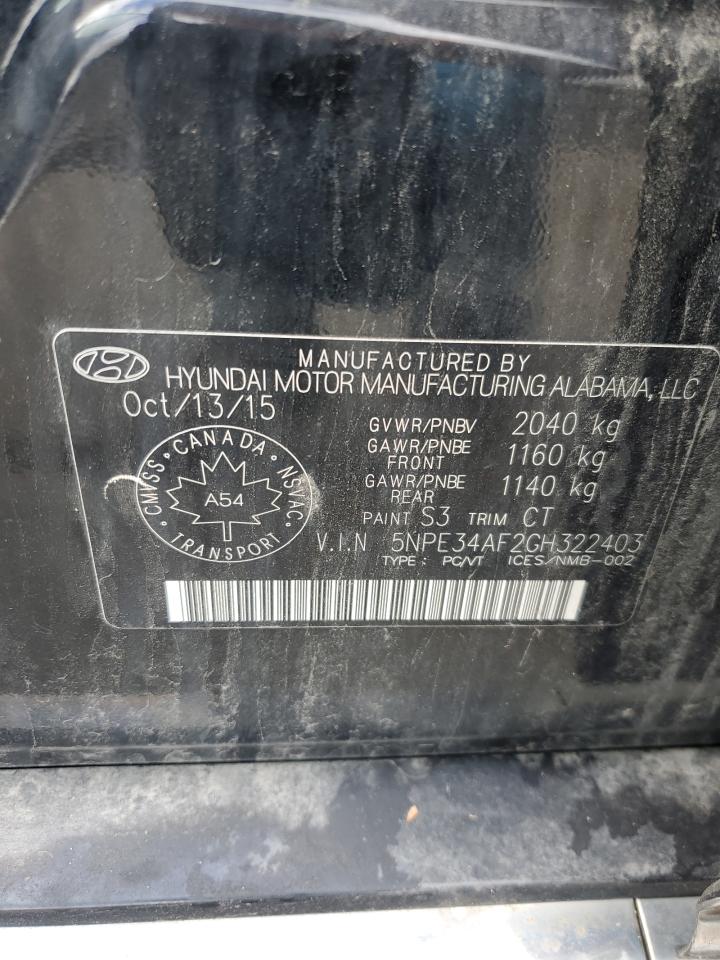 MANUFACTURED BY
HYUNDAI MOTOR MANUFACTURING ALABAMA, LLC
Oct/13/15
GVWR/PNBV 2040 kg
GAWR/PNBE FRONT 1160 kg
GAWR/PNBE REAR 1140 kg
PAINT S3 TRIM CT
CMVSS • CANADA • NSVAC
A54
• TRANSPORT •
V.I.N 5NPE34AF2GH322403
TYPE : PC/VT ICES/NMB-002